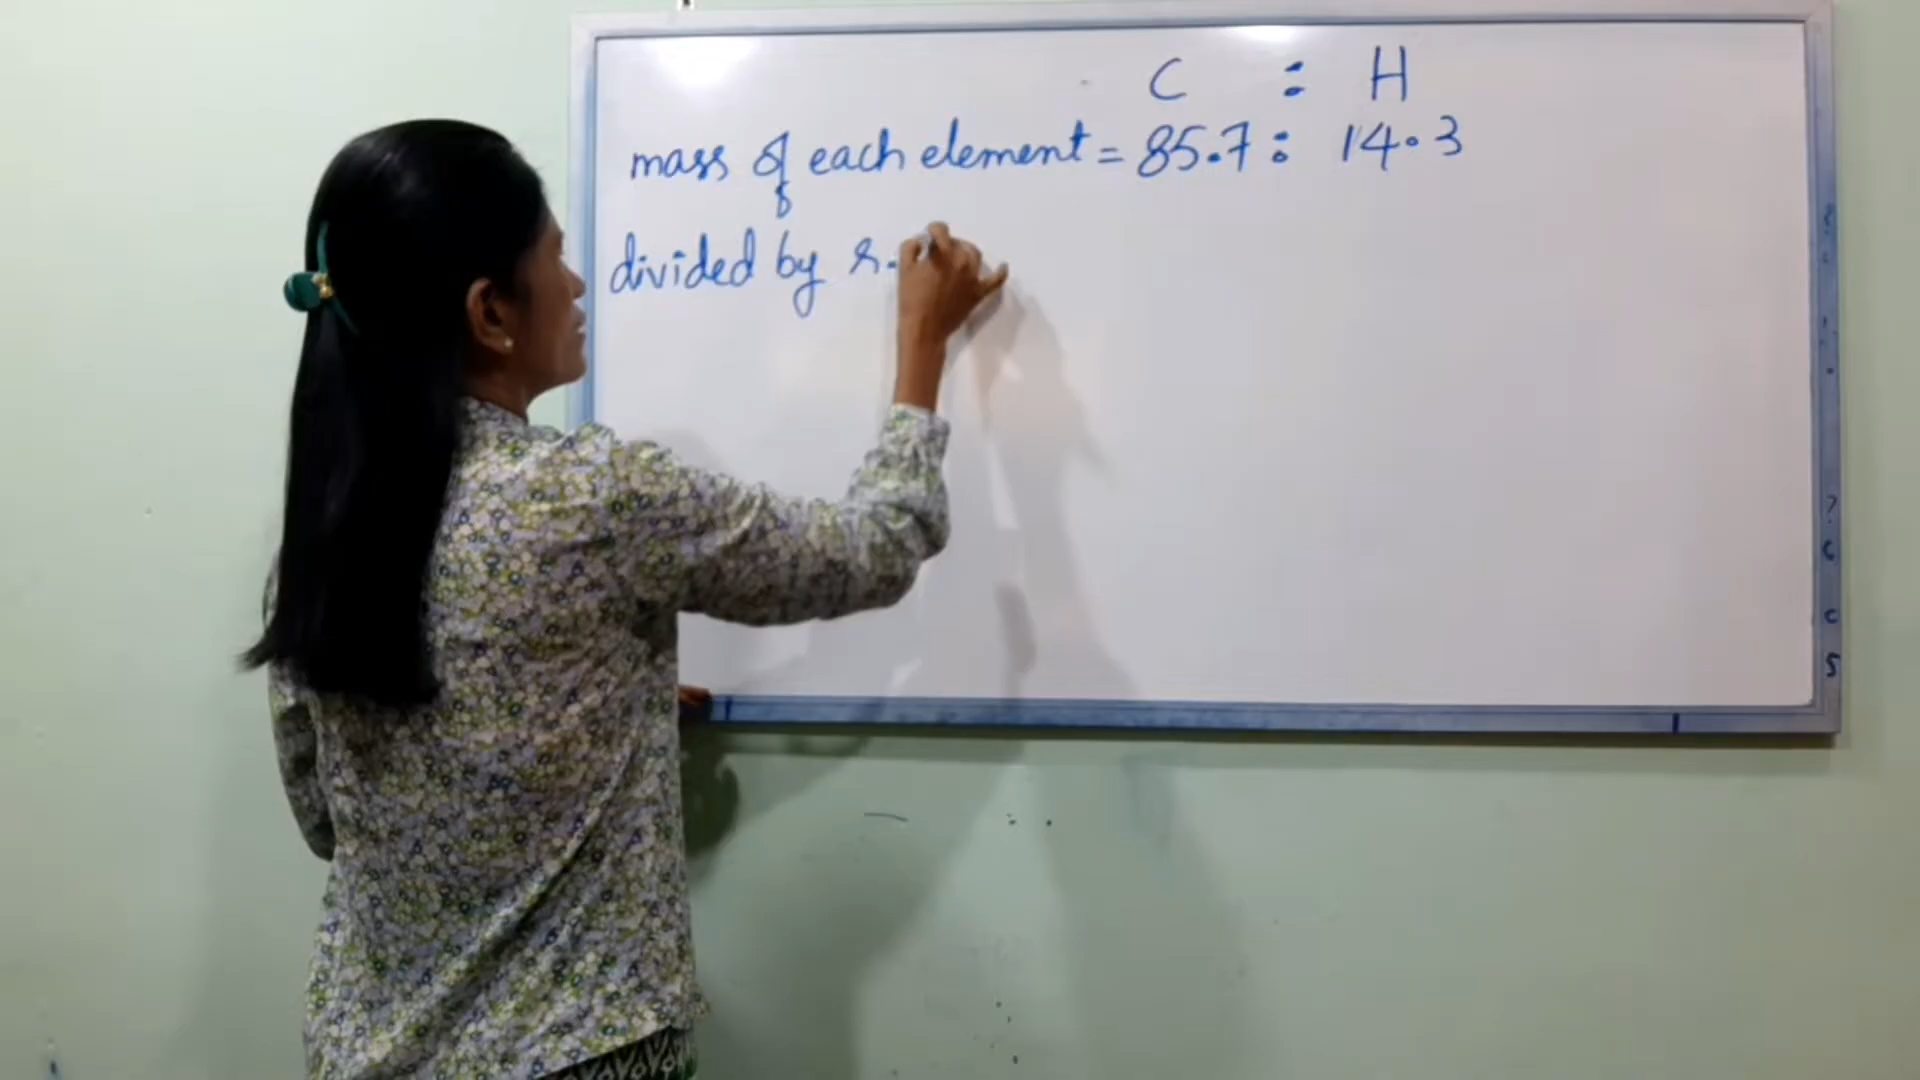 C : H
mass of each element = 85.7 : 14.3
divided by r.
? C C S